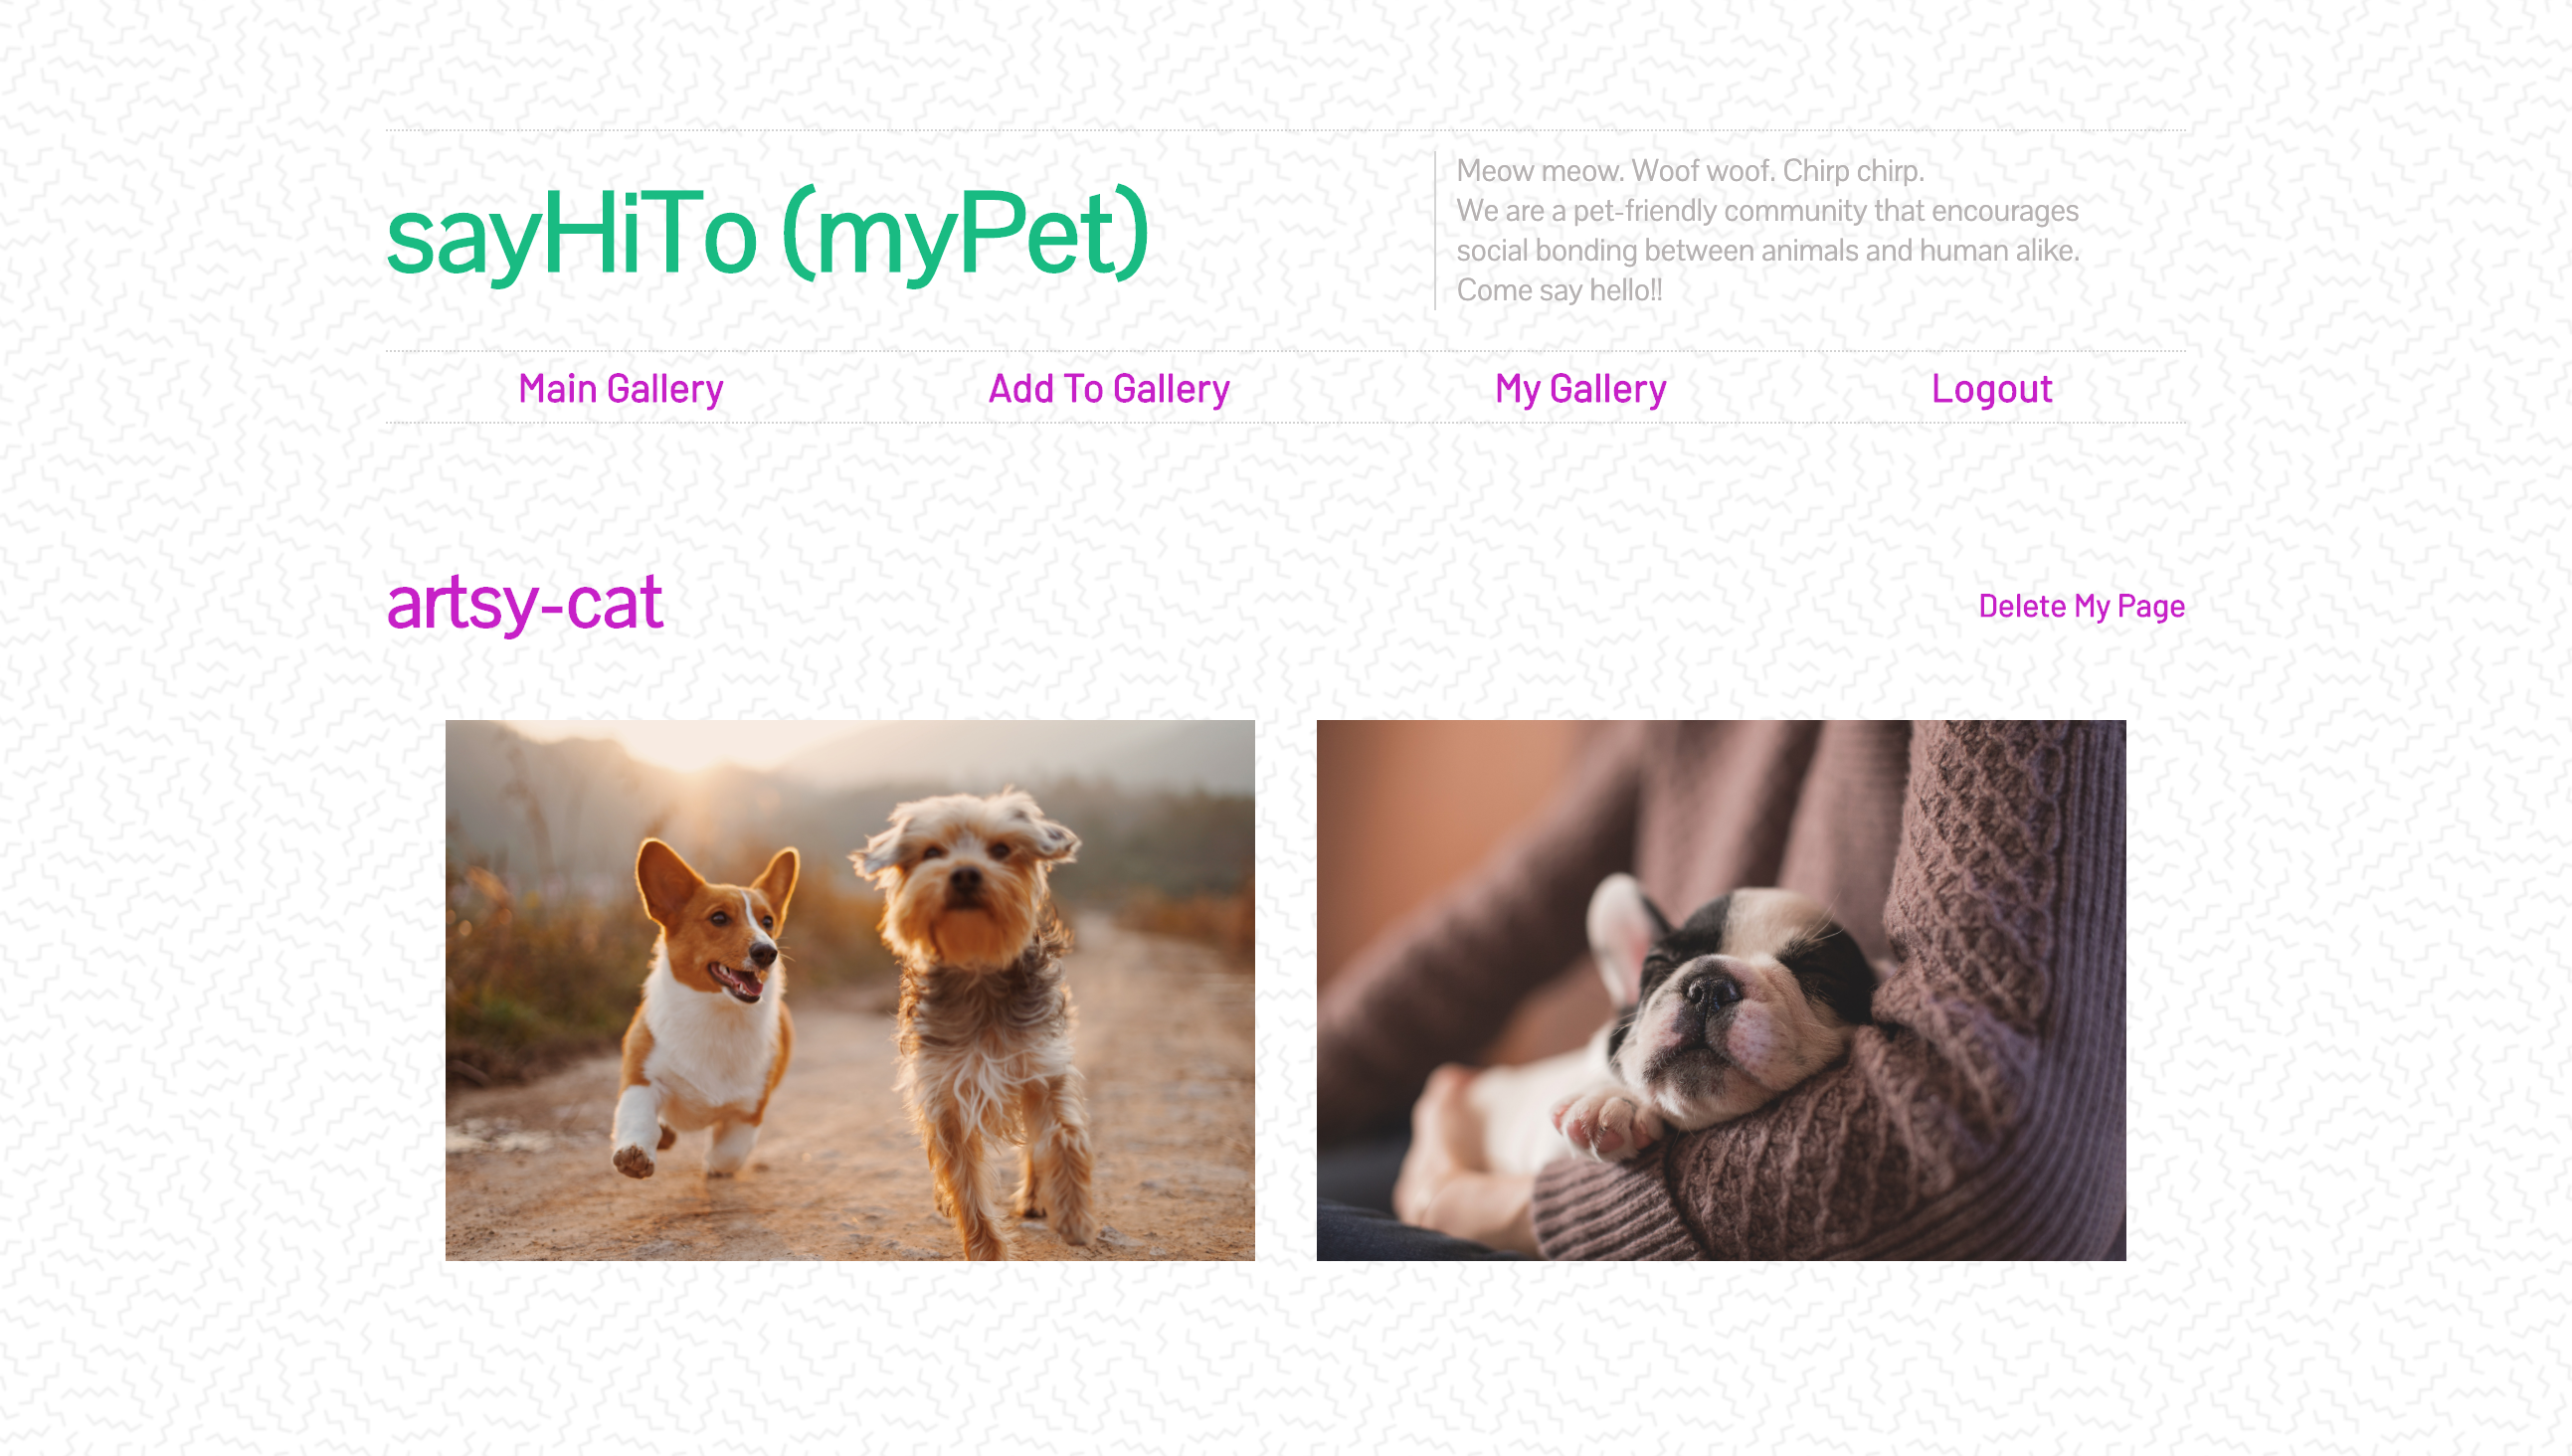 sayHiTo (myPet)
Meow meow. Woof woof. Chirp chirp.
We are a pet-friendly community that encourages
social bonding between animals and human alike.
Come say hello!!
Main Gallery
Add To Gallery
My Gallery
Logout
artsy-cat
Delete My Page